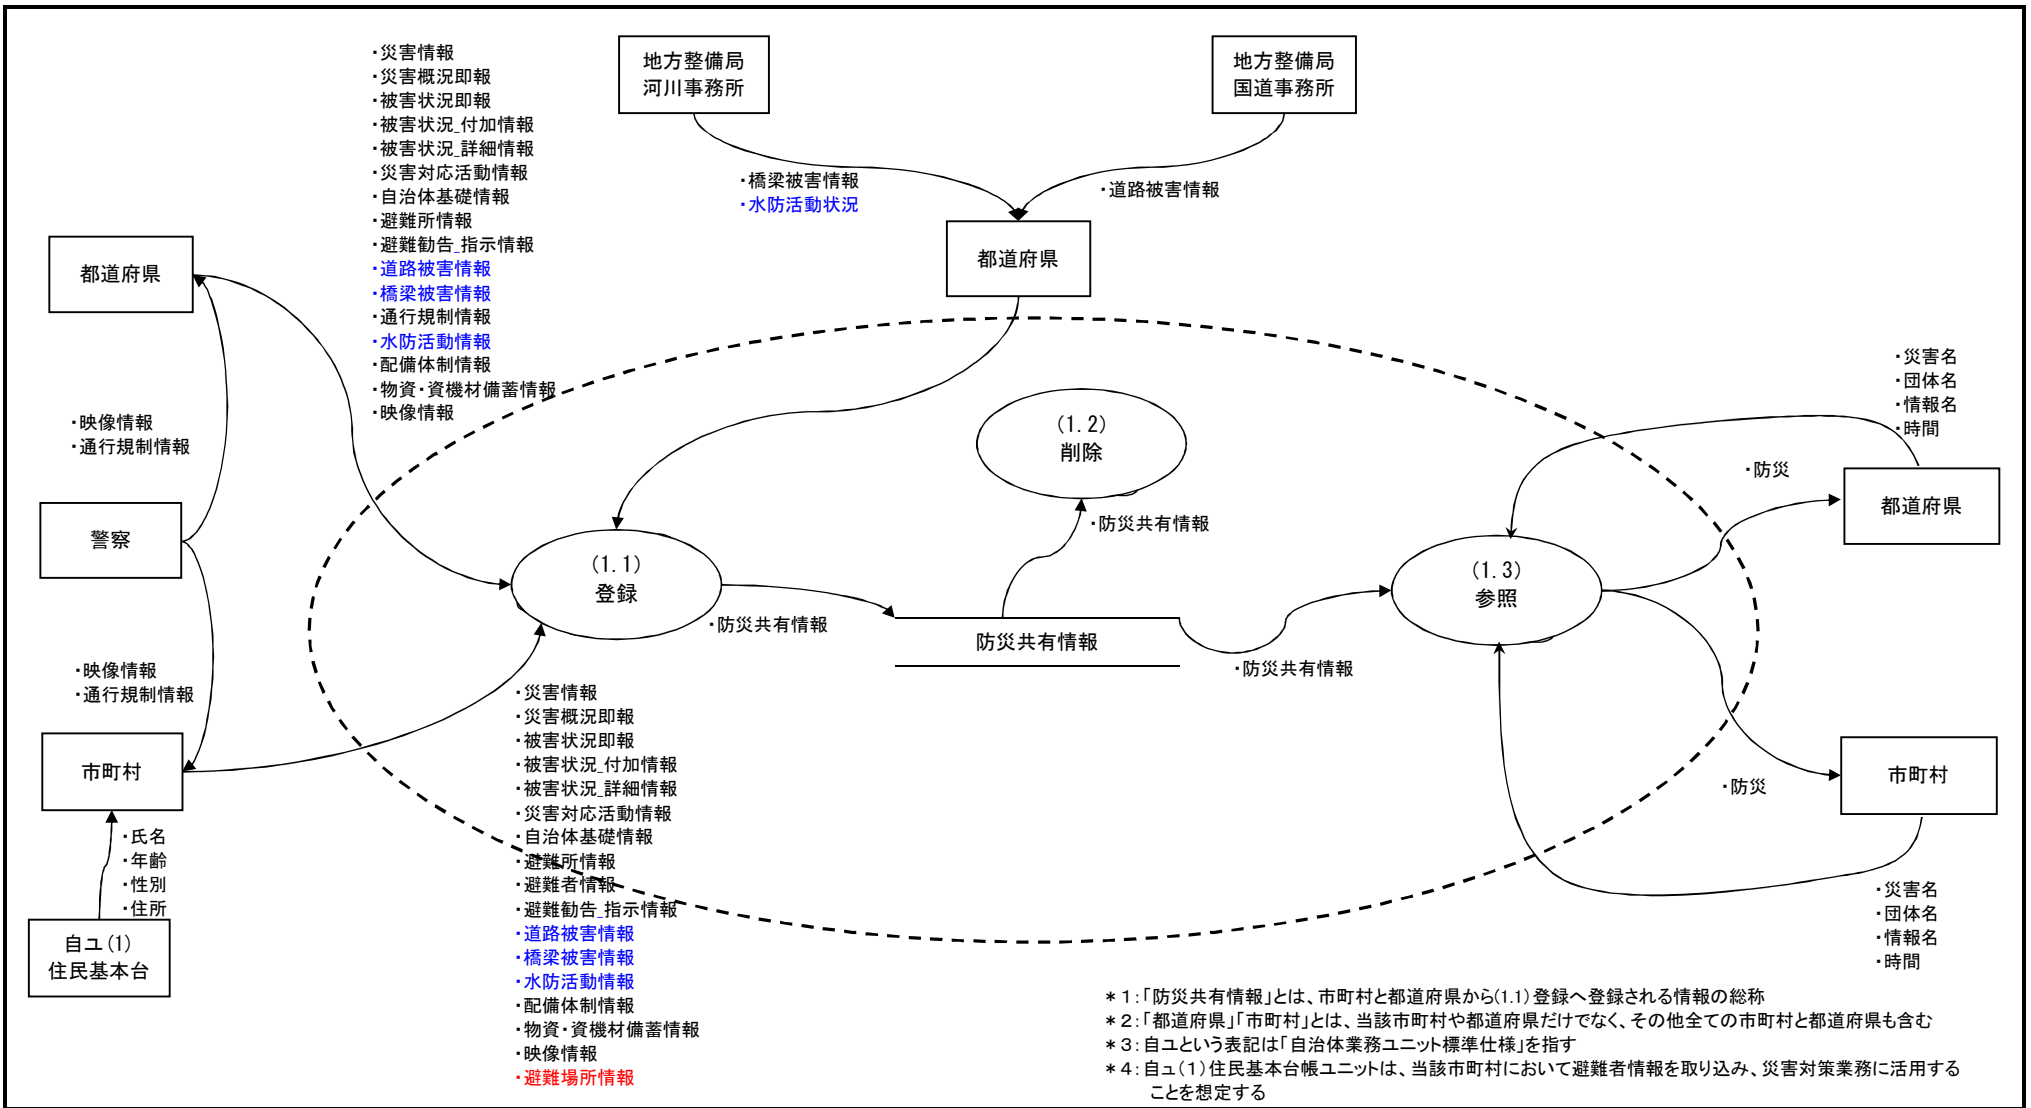 ・災害情報
・災害概況即報
・被害状況即報
・被害状況_付加情報
・被害状況_詳細情報
・災害対応活動情報
・自治体基礎情報
・避難所情報
・避難勧告_指示情報
・道路被害情報
・橋梁被害情報
・通行規制情報
・水防活動情報
・配備体制情報
・物資・資機材備蓄情報
・映像情報
地方整備局
河川事務所
地方整備局
国道事務所
・橋梁被害情報
・水防活動状況
・道路被害情報
都道府県
都道府県
・映像情報
・通行規制情報
警察
・映像情報
・通行規制情報
市町村
・氏名
・年齢
・性別
・住所
自ユ(1)
住民基本台
(1.1)
登録
・防災共有情報
(1.2)
削除
・防災共有情報
防災共有情報
・防災共有情報
(1.3)
参照
・災害名
・団体名
・情報名
・時間
・防災
都道府県
・防災
市町村
・災害名
・団体名
・情報名
・時間
・災害情報
・災害概況即報
・被害状況即報
・被害状況_付加情報
・被害状況_詳細情報
・災害対応活動情報
・自治体基礎情報
・避難所情報
・避難者情報
・避難勧告_指示情報
・道路被害情報
・橋梁被害情報
・水防活動情報
・配備体制情報
・物資・資機材備蓄情報
・映像情報
・避難場所情報
＊1:「防災共有情報」とは、市町村と都道府県から(1.1)登録へ登録される情報の総称
＊2:「都道府県」「市町村」とは、当該市町村や都道府県だけでなく、その他全ての市町村と都道府県も含む
＊3:自ユという表記は「自治体業務ユニット標準仕様」を指す
＊4:自ュ(1)住民基本台帳ユニットは、当該市町村において避難者情報を取り込み、災害対策業務に活用する
ことを想定する